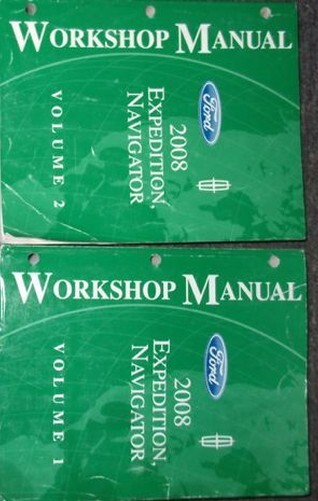 WORKSHOP MANUAL
Ford
2008
EXPEDITION,
NAVIGATOR
VOLUME 2
WORKSHOP MANUAL
Ford
2008
EXPEDITION,
NAVIGATOR
VOLUME 1